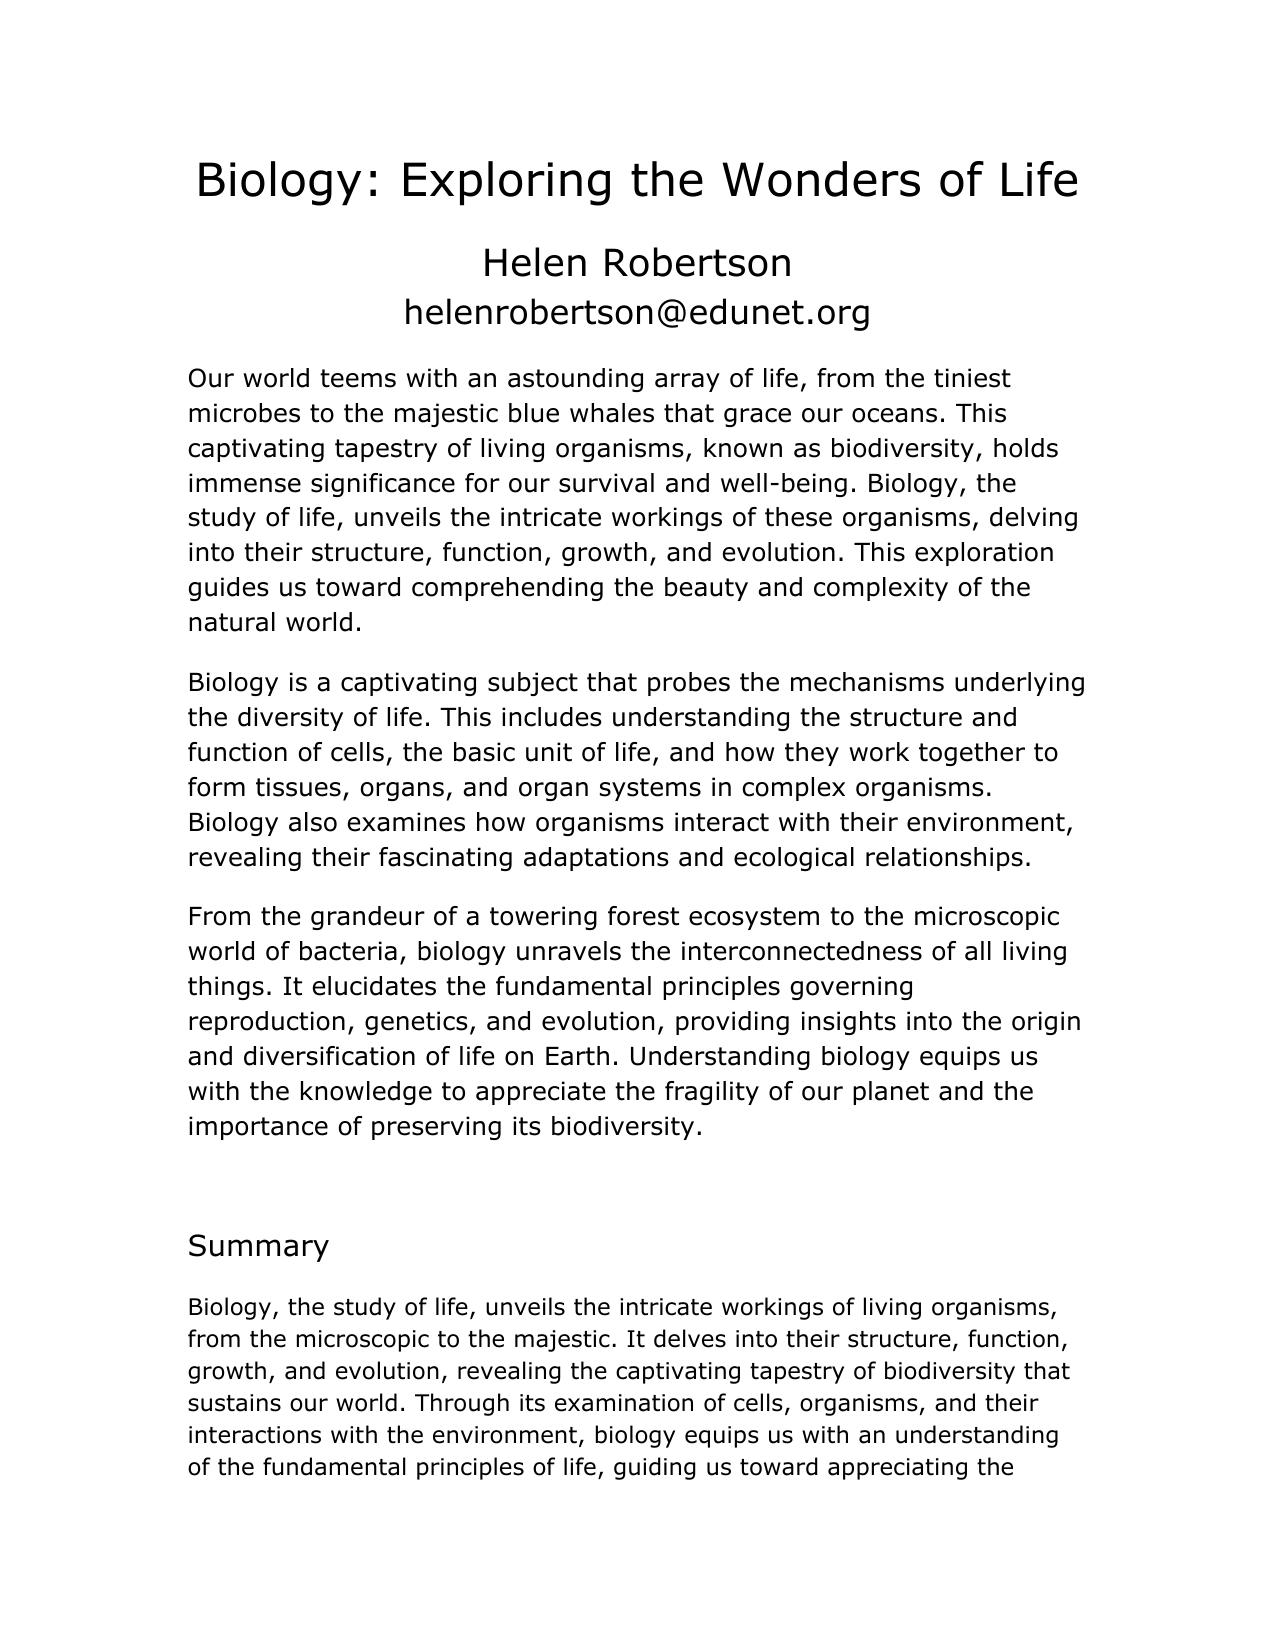 Biology: Exploring the Wonders of Life
Helen Robertson
helenrobertson@edunet.org
Our world teems with an astounding array of life, from the tiniest
microbes to the majestic blue whales that grace our oceans. This
captivating tapestry of living organisms, known as biodiversity, holds
immense significance for our survival and well-being. Biology, the
study of life, unveils the intricate workings of these organisms, delving
into their structure, function, growth, and evolution. This exploration
guides us toward comprehending the beauty and complexity of the
natural world.
Biology is a captivating subject that probes the mechanisms underlying
the diversity of life. This includes understanding the structure and
function of cells, the basic unit of life, and how they work together to
form tissues, organs, and organ systems in complex organisms.
Biology also examines how organisms interact with their environment,
revealing their fascinating adaptations and ecological relationships.
From the grandeur of a towering forest ecosystem to the microscopic
world of bacteria, biology unravels the interconnectedness of all living
things. It elucidates the fundamental principles governing
reproduction, genetics, and evolution, providing insights into the origin
and diversification of life on Earth. Understanding biology equips us
with the knowledge to appreciate the fragility of our planet and the
importance of preserving its biodiversity.
Summary
Biology, the study of life, unveils the intricate workings of living organisms,
from the microscopic to the majestic. It delves into their structure, function,
growth, and evolution, revealing the captivating tapestry of biodiversity that
sustains our world. Through its examination of cells, organisms, and their
interactions with the environment, biology equips us with an understanding
of the fundamental principles of life, guiding us toward appreciating the